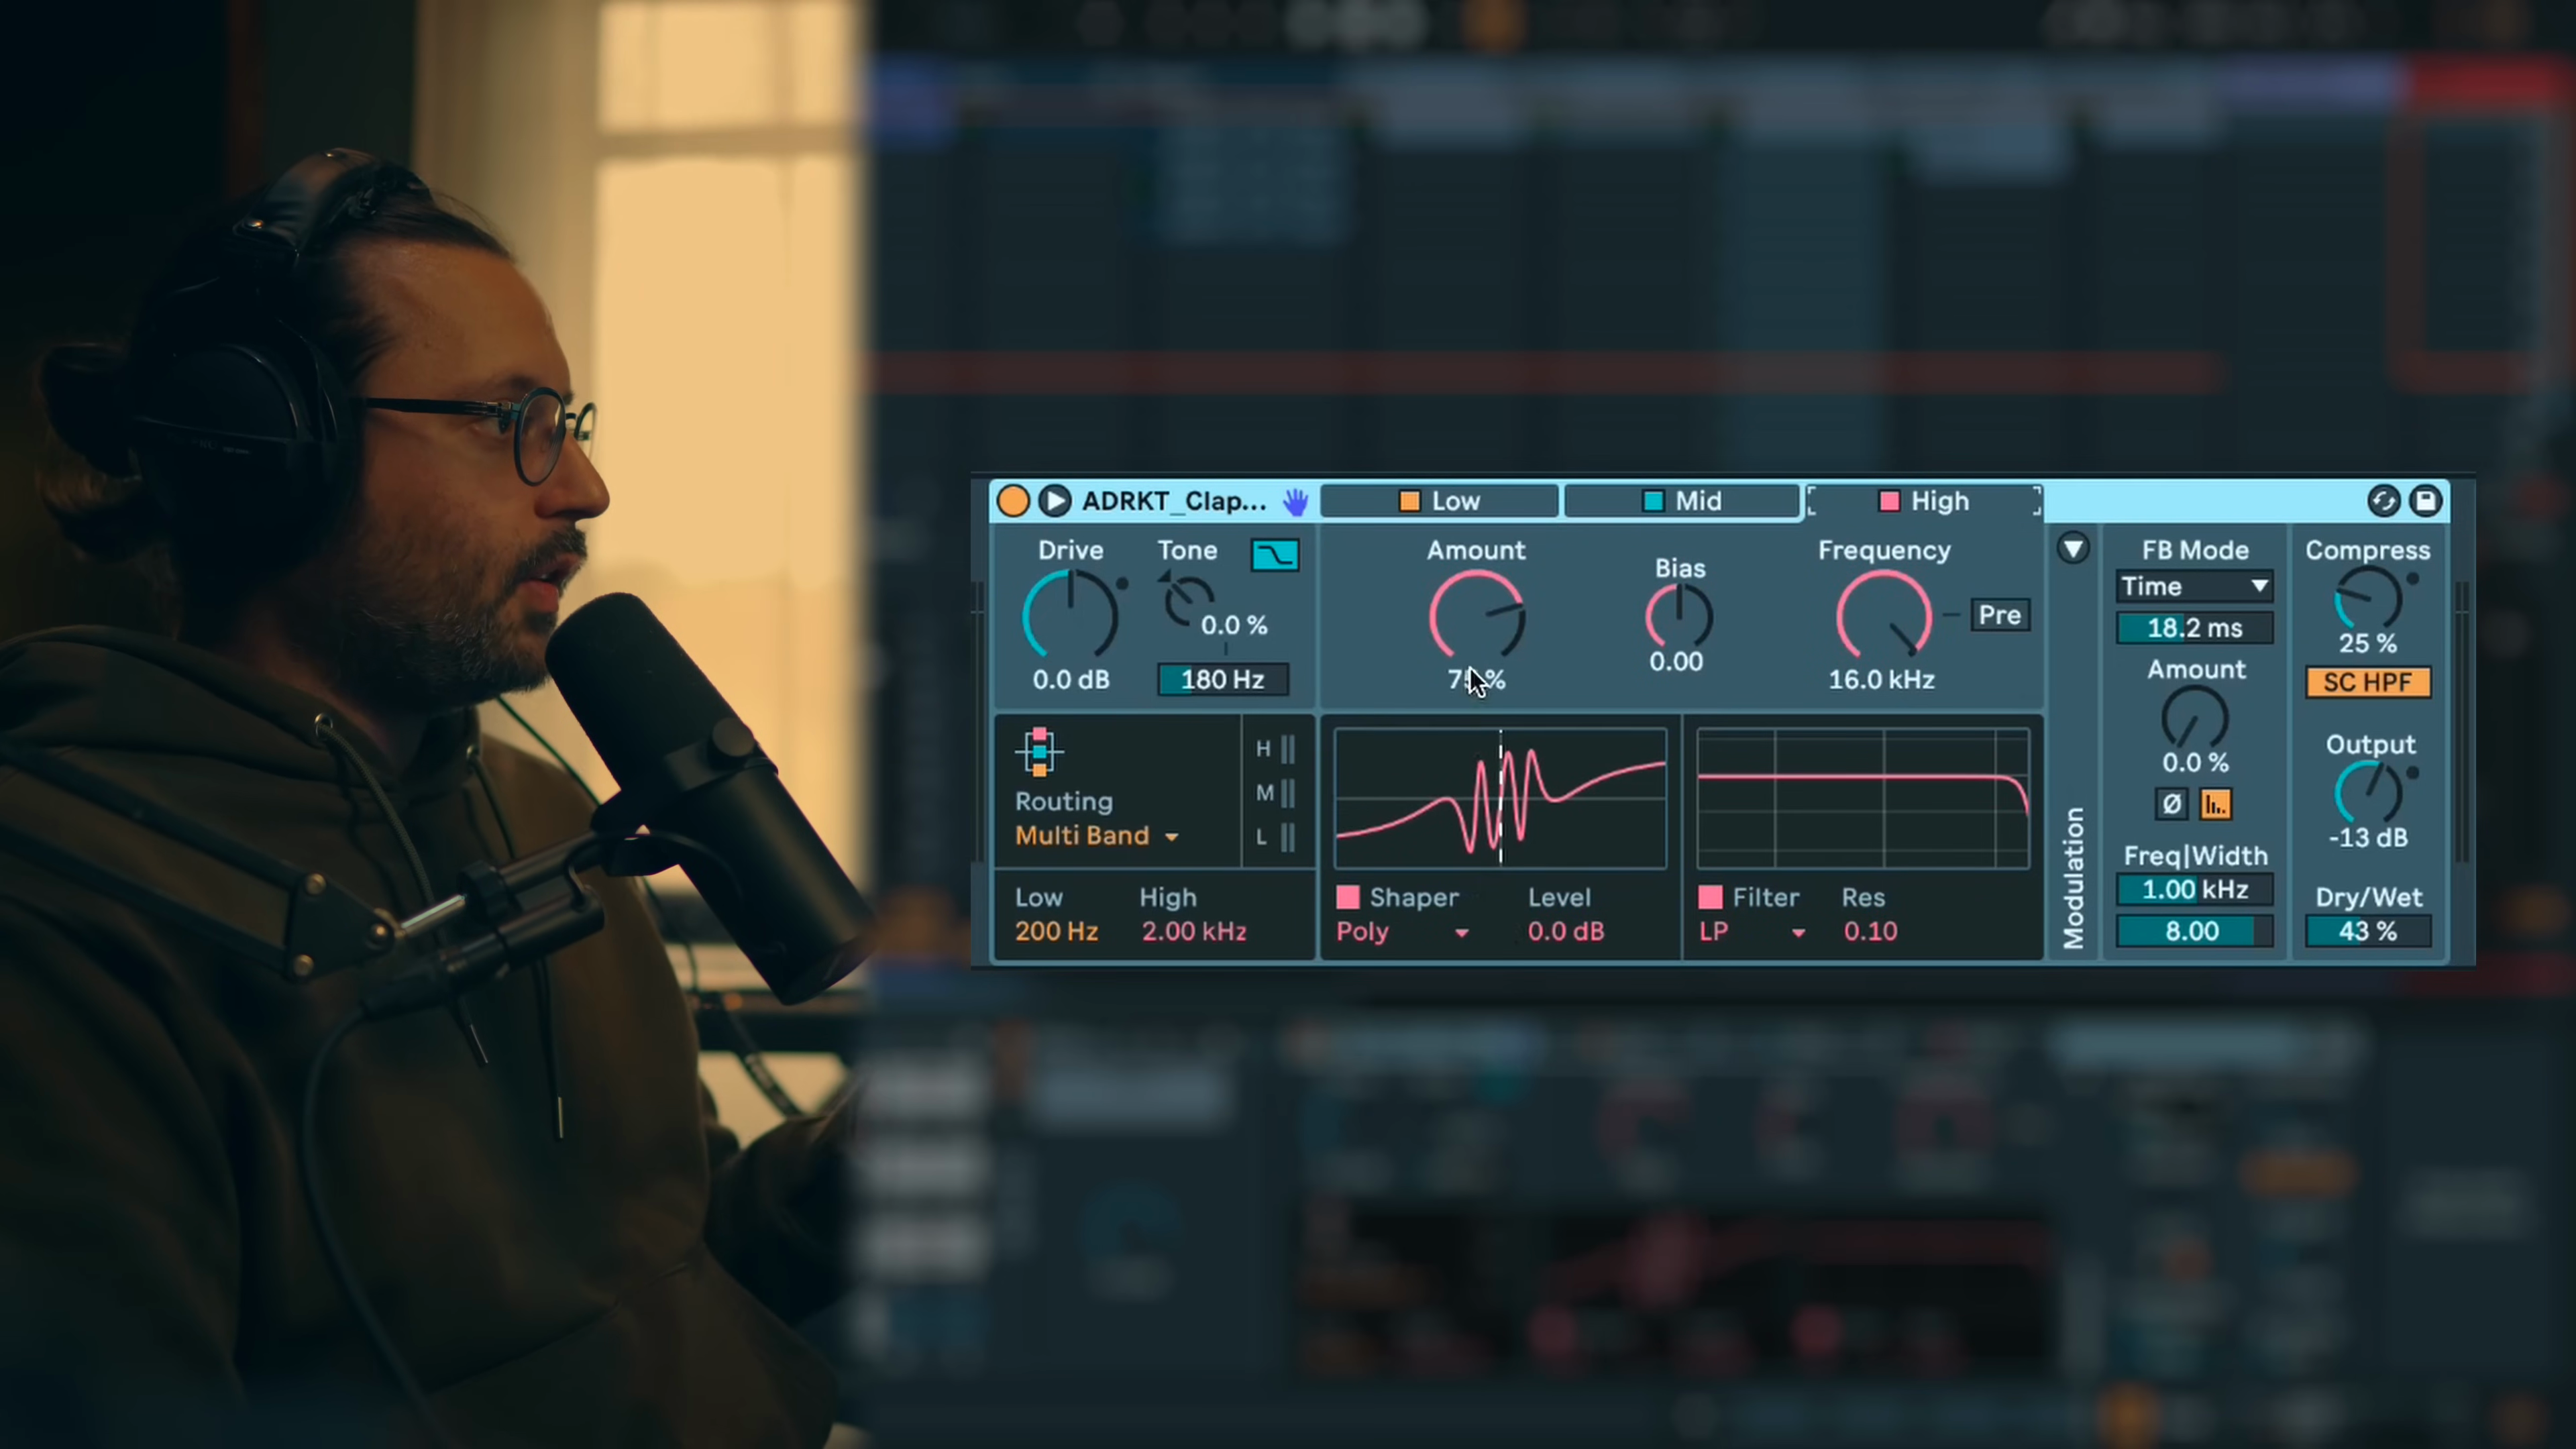 ADRKT_Clap...
Low
Mid
High
Drive
0.0 dB
Tone
0.0 %
180 Hz
Amount
Bias
0.00
Frequency
16.0 kHz
Pre
Routing
Multi Band
H
M
L
Low
200 Hz
High
2.00 kHz
Shaper
Poly
Level
0.0 dB
Filter
LP
Res
0.10
Modulation
FB Mode
Time
18.2 ms
Amount
0.0 %
Ø
Freq|Width
1.00 kHz
8.00
Compress
25 %
SC HPF
Output
-13 dB
Dry/Wet
43 %